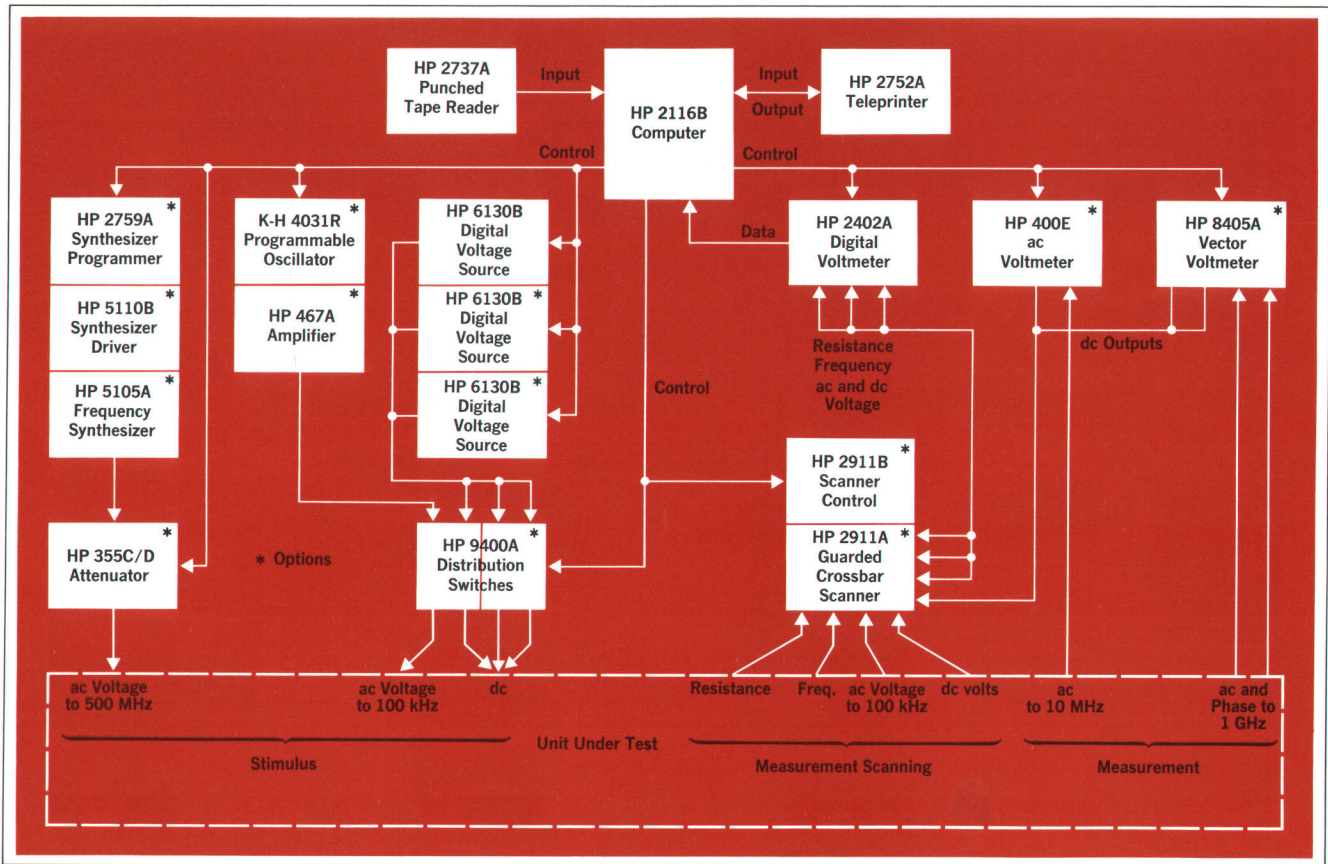 HP 2737A
Punched
Tape Reader
Input
HP 2116B
Computer
Input
Output
HP 2752A
Teleprinter
Control
Control
HP 2759A *
Synthesizer
Programmer
HP 5110B *
Synthesizer
Driver
HP 5105A *
Frequency
Synthesizer
K-H 4031R *
Programmable
Oscillator
HP 467A *
Amplifier
HP 6130B
Digital
Voltage
Source
HP 6130B *
Digital
Voltage
Source
HP 6130B *
Digital
Voltage
Source
Data
HP 2402A
Digital
Voltmeter
HP 400E *
ac
Voltmeter
HP 8405A *
Vector
Voltmeter
Resistance
Frequency
ac and dc
Voltage
dc Outputs
Control
HP 355C/D *
Attenuator
* Options
HP 9400A *
Distribution
Switches
HP 2911B *
Scanner
Control
HP 2911A *
Guarded
Crossbar
Scanner
ac Voltage
to 500 MHz
ac Voltage
to 100 kHz
dc
Resistance
Freq.
ac Voltage
to 100 kHz
dc volts
ac
to 10 MHz
ac and
Phase to
1 GHz
Stimulus
Unit Under Test
Measurement Scanning
Measurement